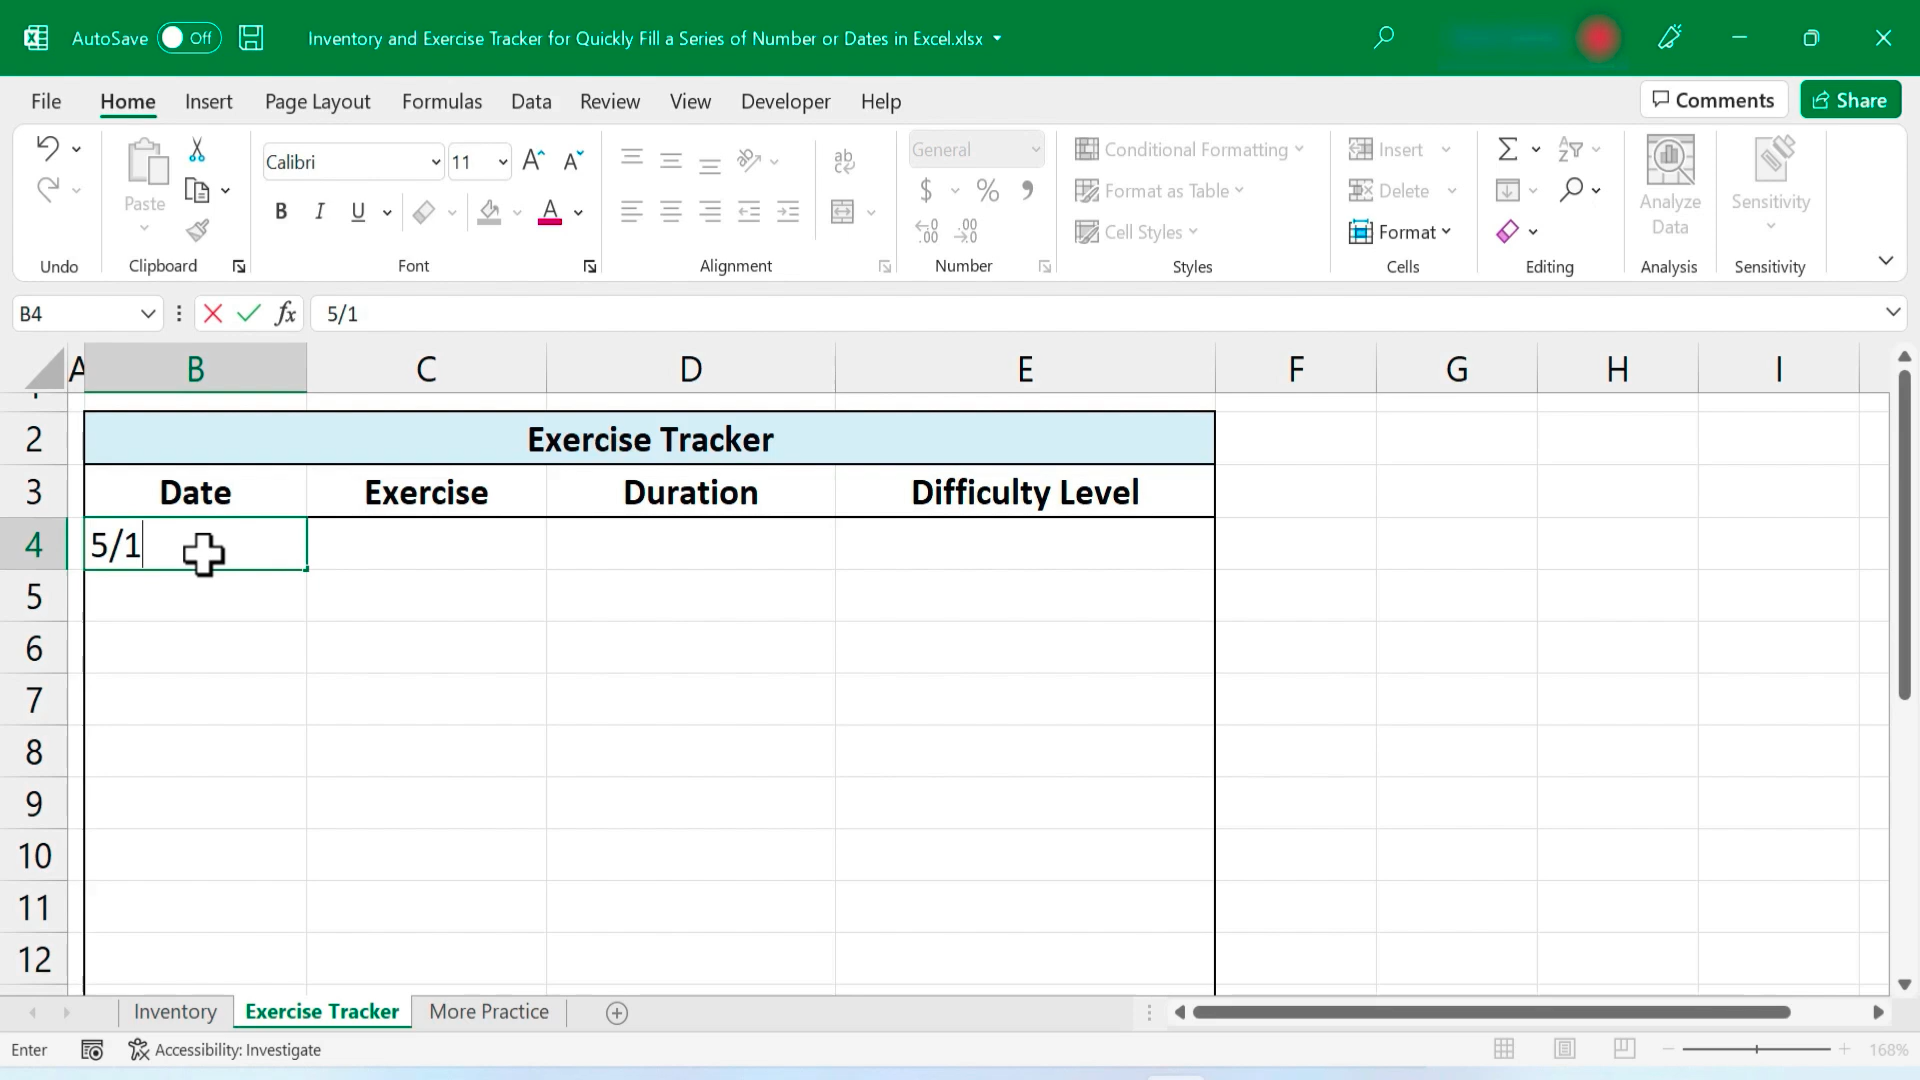 AutoSave Off Inventory and Exercise Tracker for Quickly Fill a Series of Number or Dates in Excel.xlsx
File Home Insert Page Layout Formulas Data Review View Developer Help Comments Share
Calibri 11 A A ab General Conditional Formatting Insert
Paste B I U A $ % Format as Table Delete Analyze Data Sensitivity
.00 .00 Cell Styles Format
Undo Clipboard Font Alignment Number Styles Cells Editing Analysis Sensitivity
B4 fx 5/1
A B C D E F G H I
2 Exercise Tracker
3 Date Exercise Duration Difficulty Level
4 5/1
5
6
7
8
9
10
11
12
Inventory Exercise Tracker More Practice
Enter Accessibility: Investigate 168%